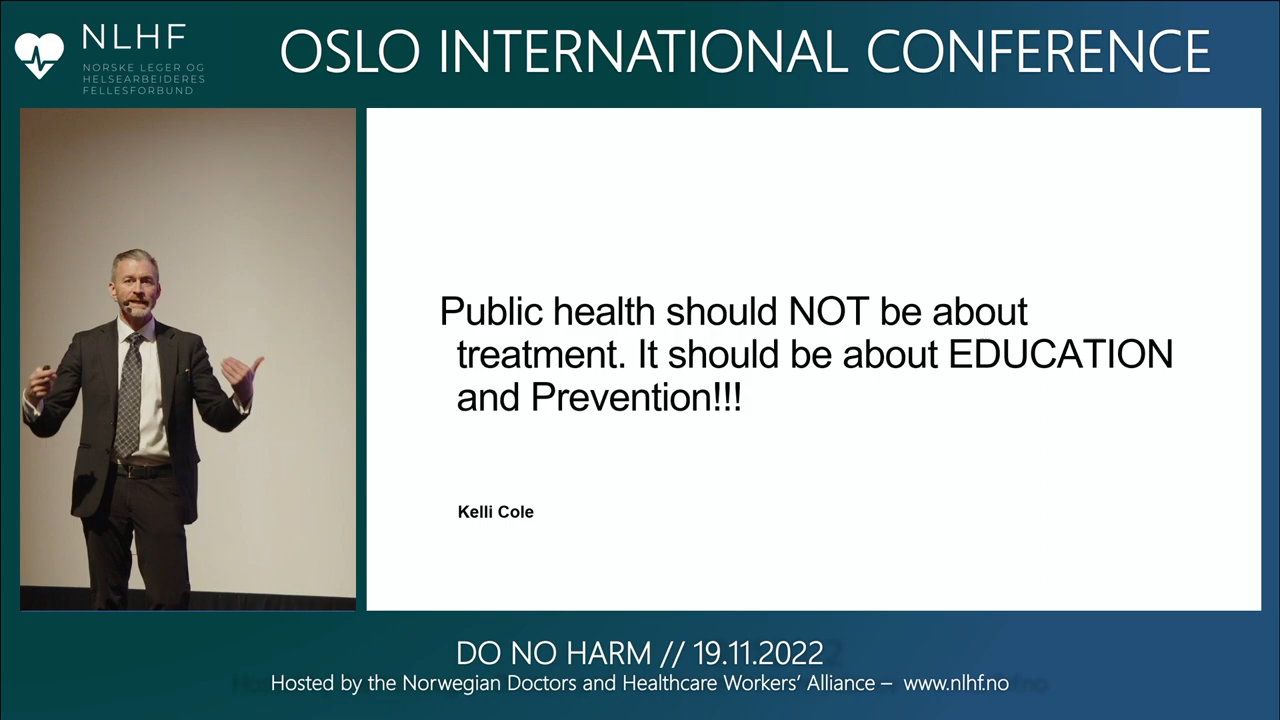 NLHF
NORSKE LEGER OG
HELSEARBEIDERES
FELLESFORBUND
OSLO INTERNATIONAL CONFERENCE
Public health should NOT be about
treatment. It should be about EDUCATION
and Prevention!!!
Kelli Cole
DO NO HARM // 19.11.2022
Hosted by the Norwegian Doctors and Healthcare Workers' Alliance – www.nlhf.no